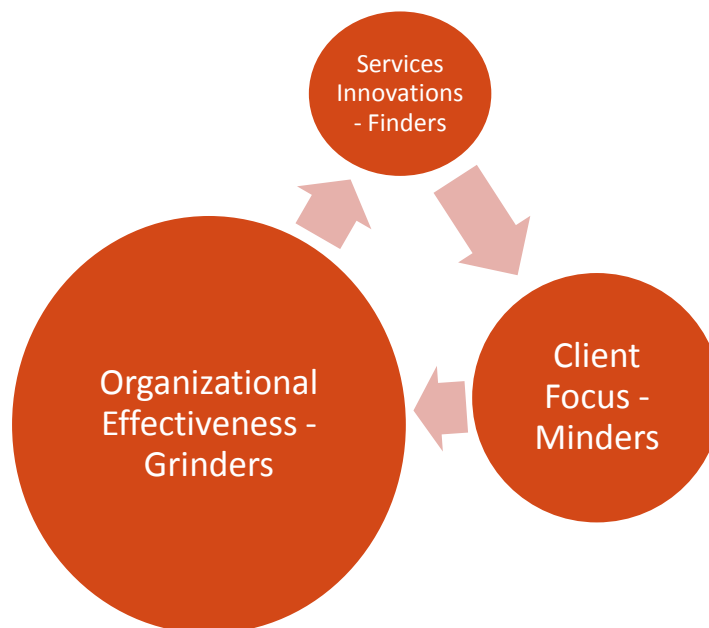 Services
Innovations
- Finders
Client
Focus -
Minders
Organizational
Effectiveness -
Grinders